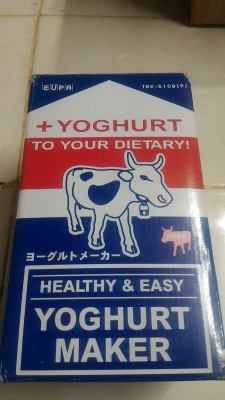 EUPA
TSK-6109(P)
+ YOGHURT
TO YOUR DIETARY!
ヨーグルトメーカー
HEALTHY & EASY
YOGHURT
MAKER